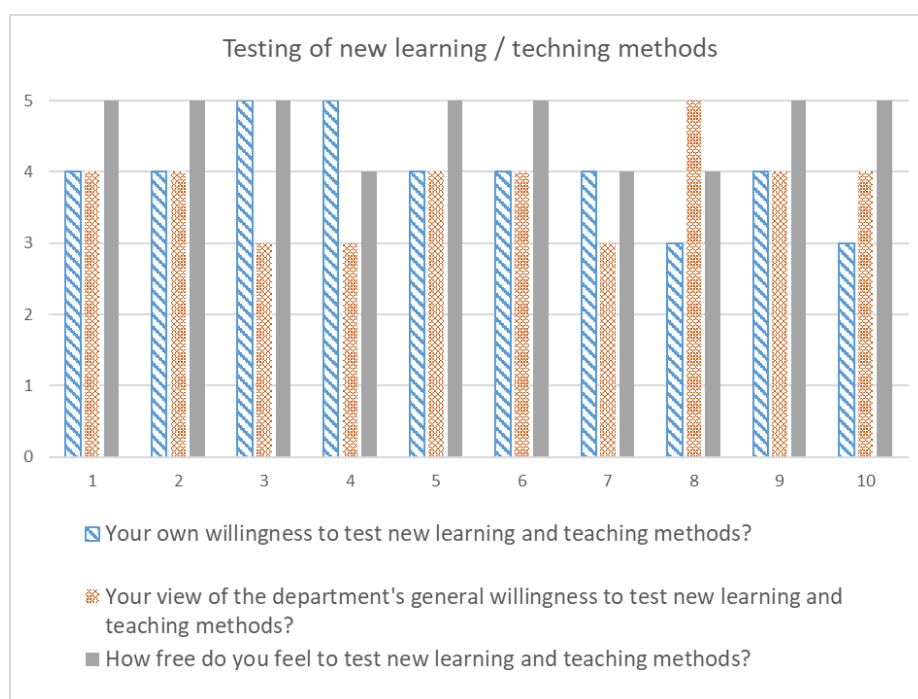 Testing of new learning / techning methods
5
4
3
2
1
0
1 2 3 4 5 6 7 8 9 10
Your own willingness to test new learning and teaching methods?
Your view of the department's general willingness to test new learning and
teaching methods?
How free do you feel to test new learning and teaching methods?